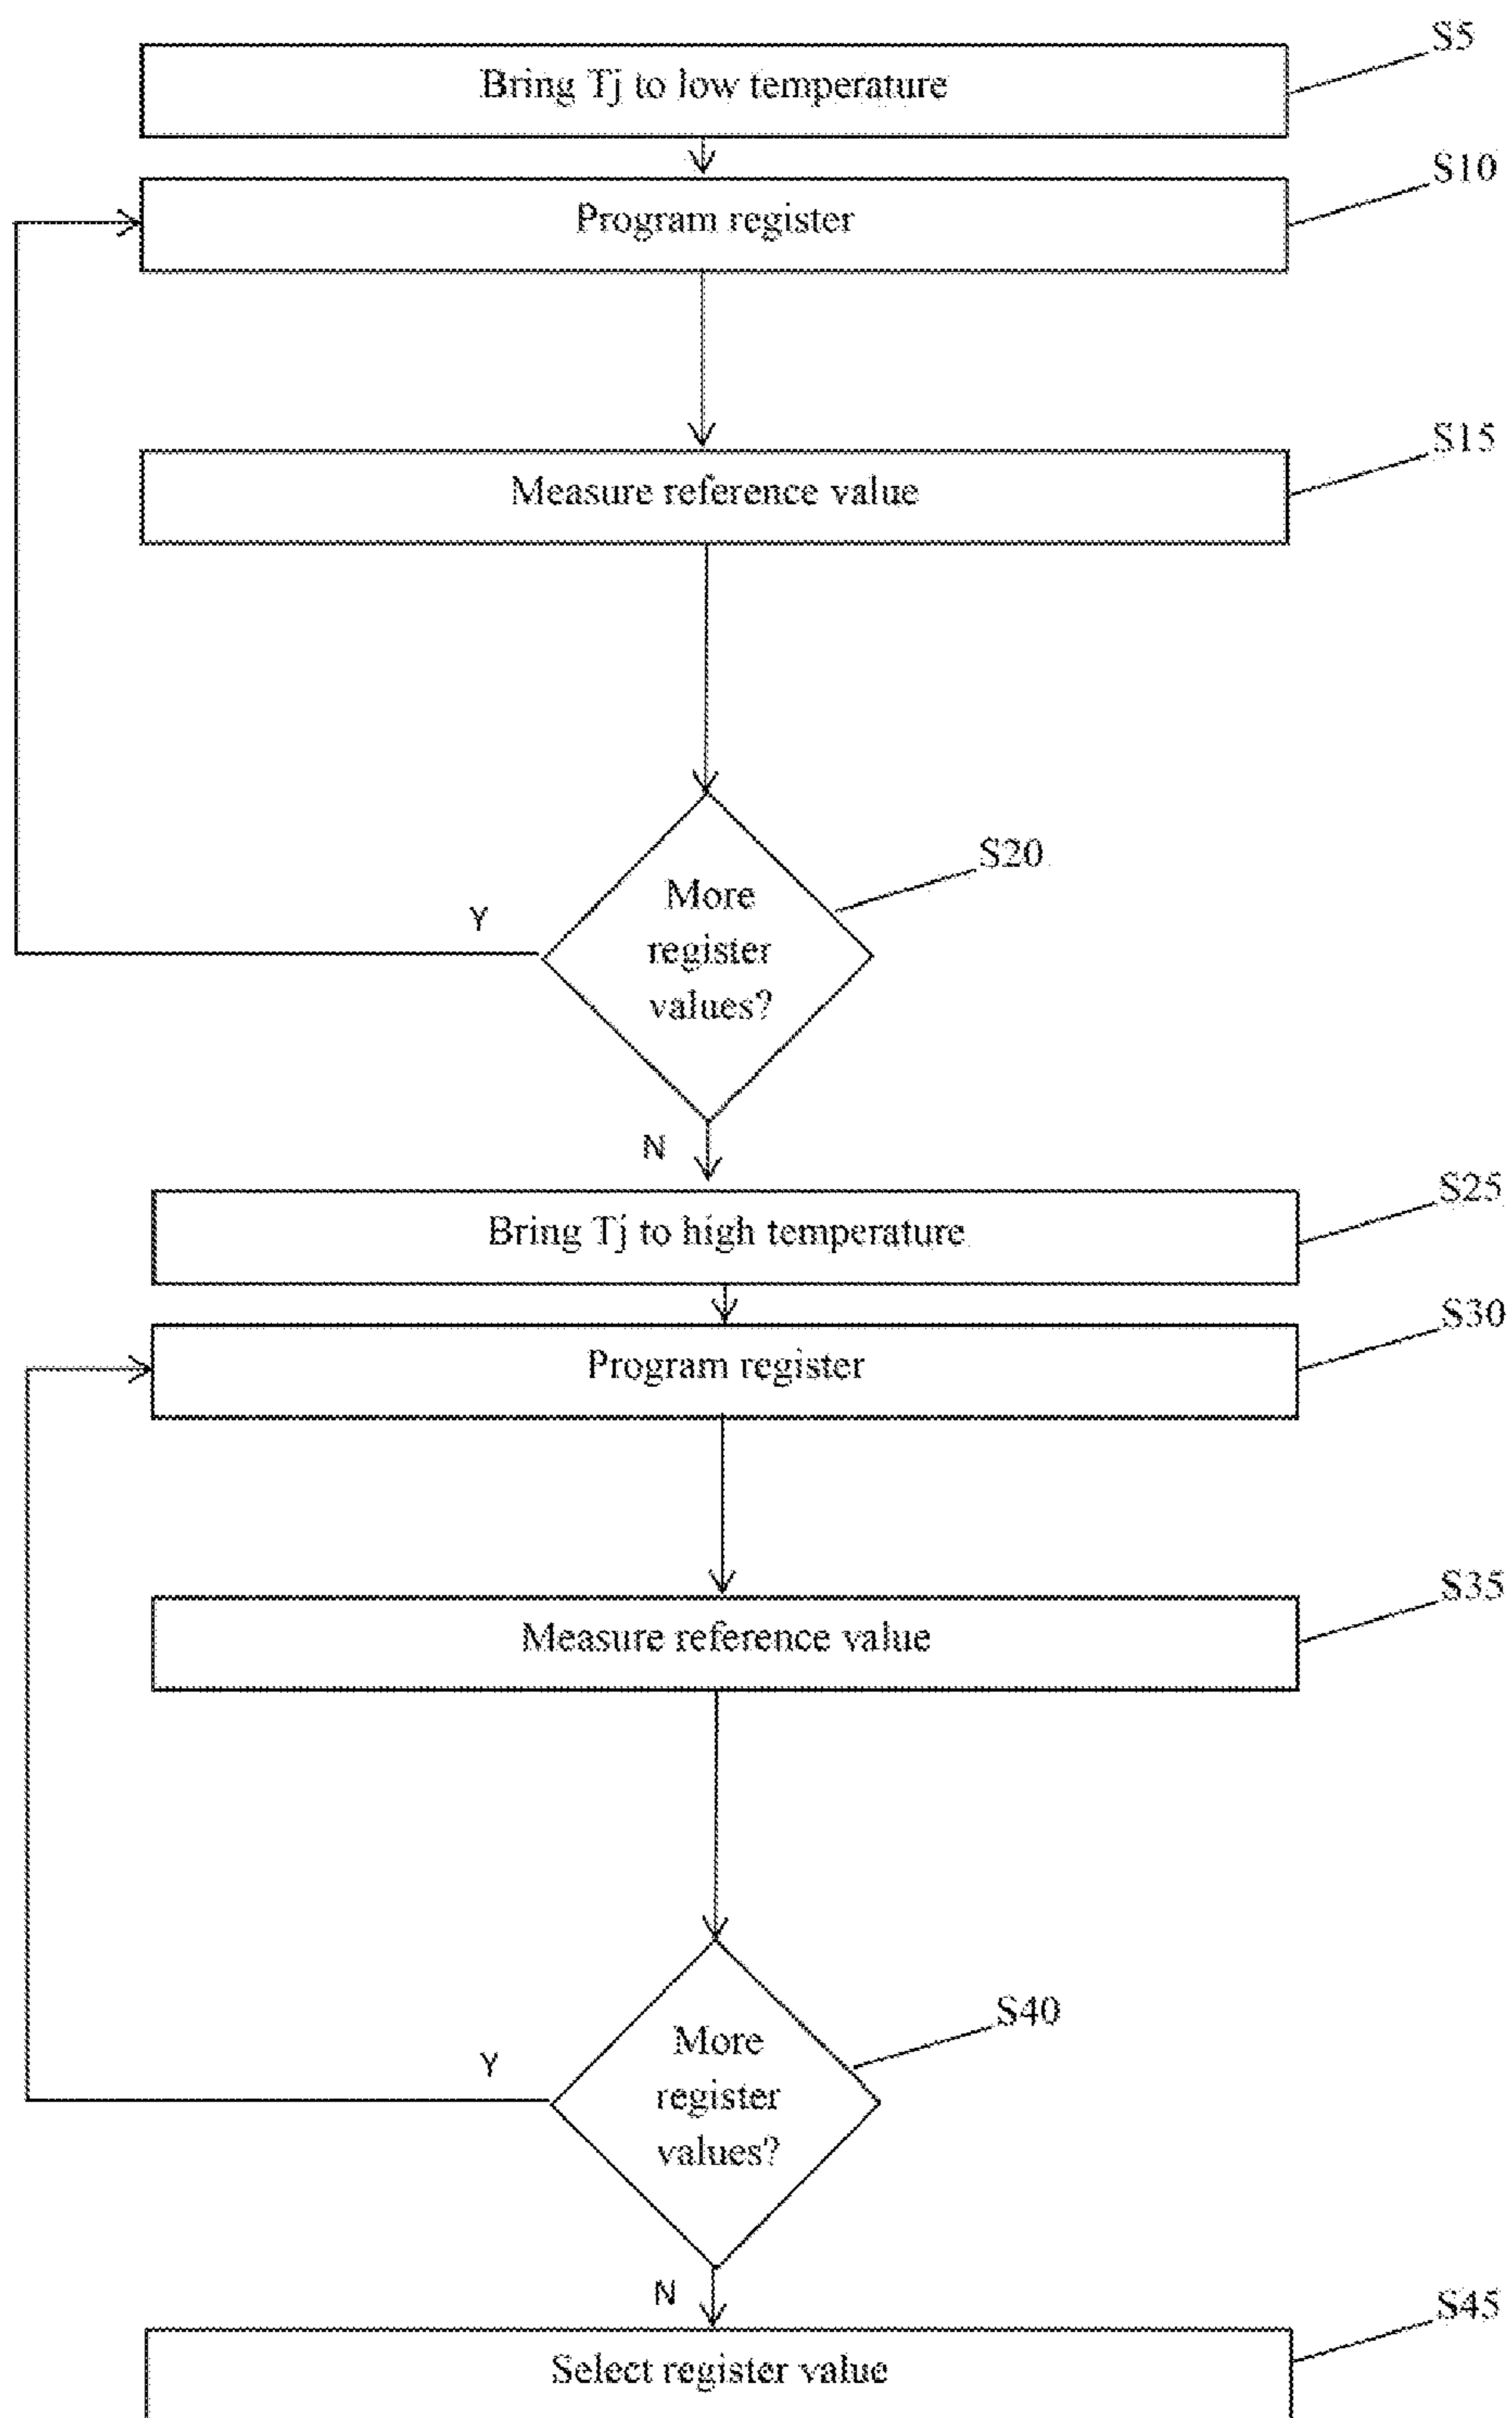 S5
Bring Tj to low temperature
S10
Program register
S15
Measure reference value
S20
More
register
values?
Y
N
S25
Bring Tj to high temperature
S30
Program register
S35
Measure reference value
S40
More
register
values?
Y
N
S45
Select register value